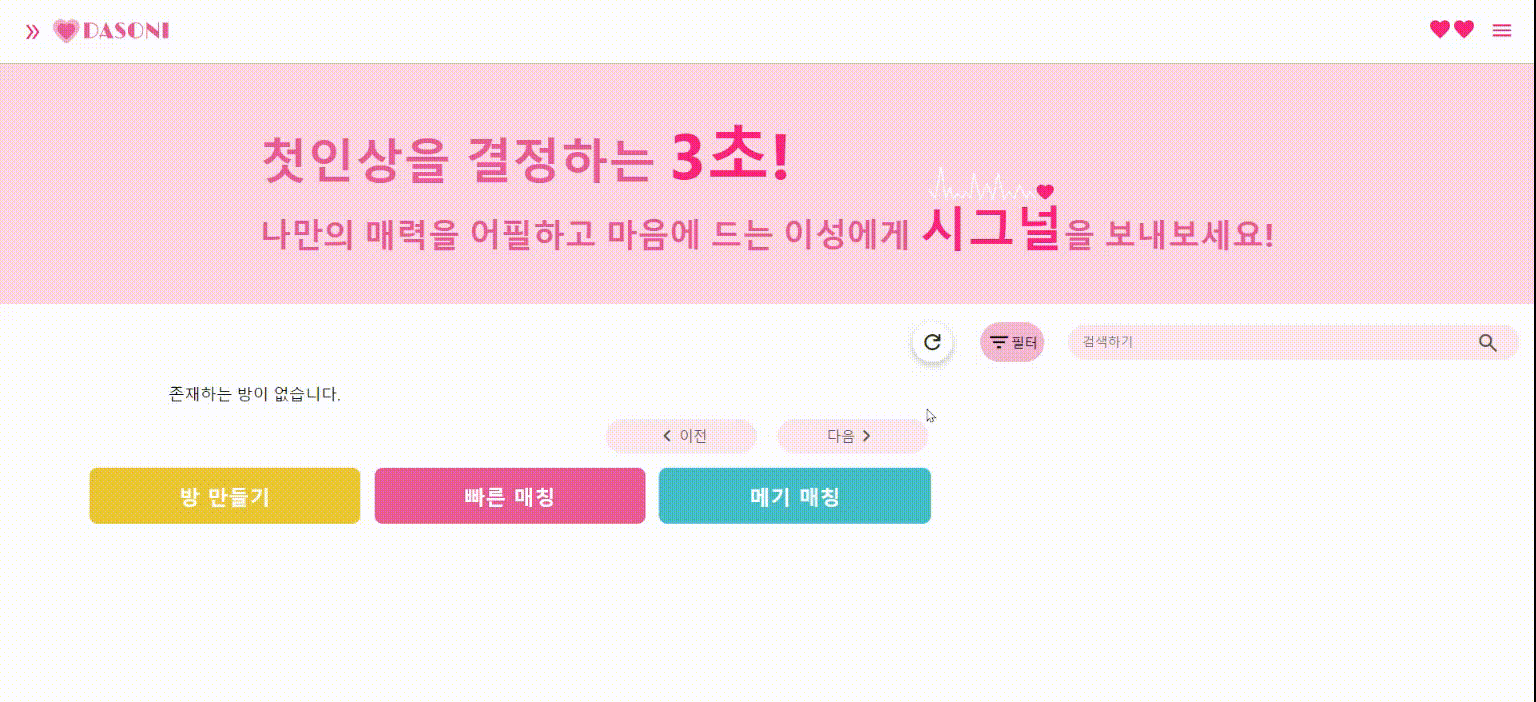 DASONI
첫인상을 결정하는 3초!
나만의 매력을 어필하고 마음에 드는 이성에게 시그널을 보내보세요!
필터
검색하기
존재하는 방이 없습니다.
이전
다음
방 만들기
빠른 매칭
메기 매칭